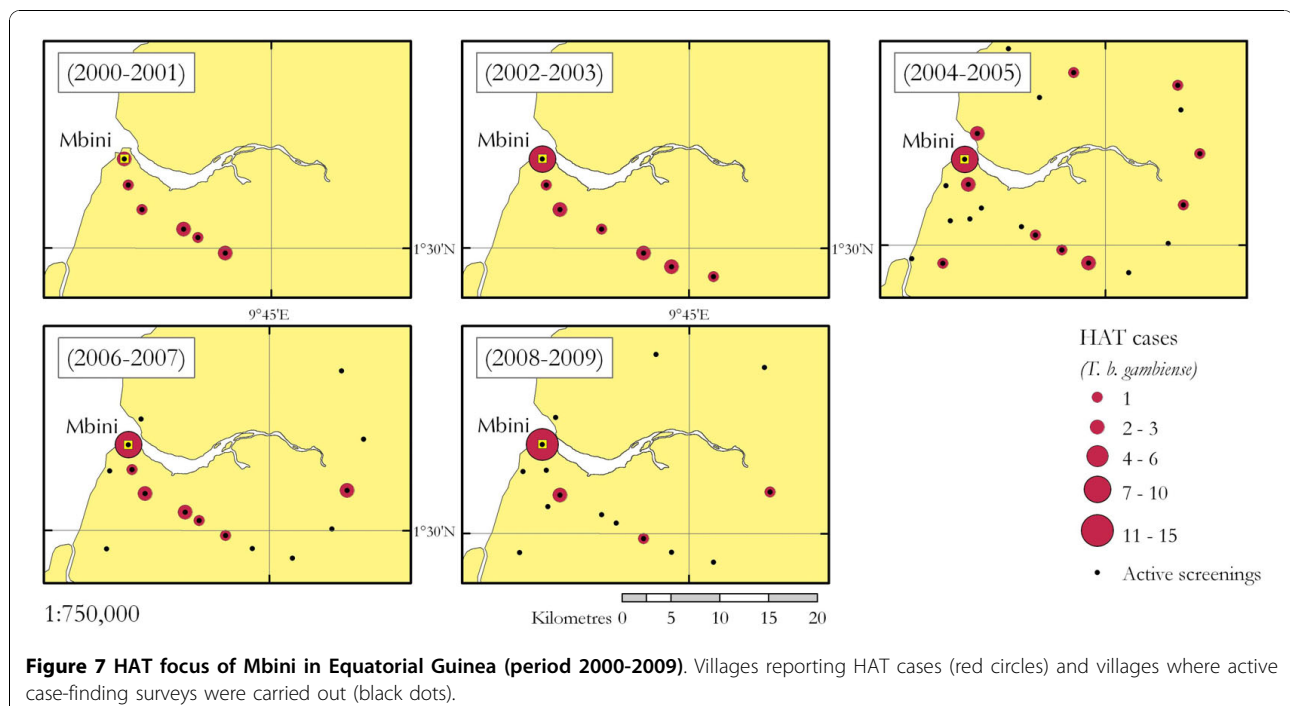 (2000-2001)
Mbini
(2002-2003)
Mbini
1°30'N
(2004-2005)
Mbini
1°30'N
9°45'E
(2006-2007)
Mbini
1°30'N
(2008-2009)
Mbini
HAT cases
(T. b. gambiense)
1
2 - 3
4 - 6
7 - 10
11 - 15
Active screenings
1:750,000
Kilometres 0 5 10 15 20
Figure 7 HAT focus of Mbini in Equatorial Guinea (period 2000-2009). Villages reporting HAT cases (red circles) and villages where active
case-finding surveys were carried out (black dots).